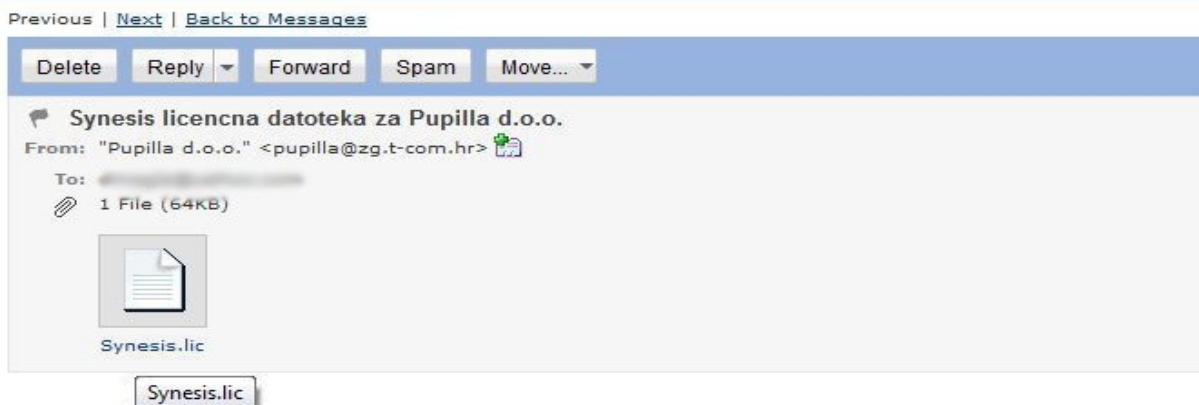 Previous | Next | Back to Messages
Delete Reply Forward Spam Move...
Synesis licencna datoteka za Pupilla d.o.o.
From: "Pupilla d.o.o." <pupilla@zg.t-com.hr>
To:
1 File (64KB)
Synesis.lic
Synesis.lic